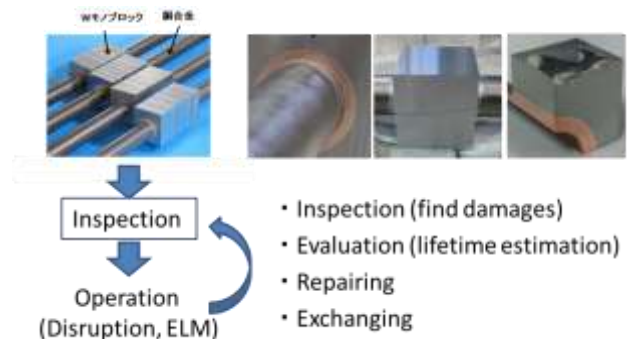 Wモノブロック
銅合金
Inspection
Operation
(Disruption, ELM)
・Inspection (find damages)
・Evaluation (lifetime estimation)
・Repairing
・Exchanging